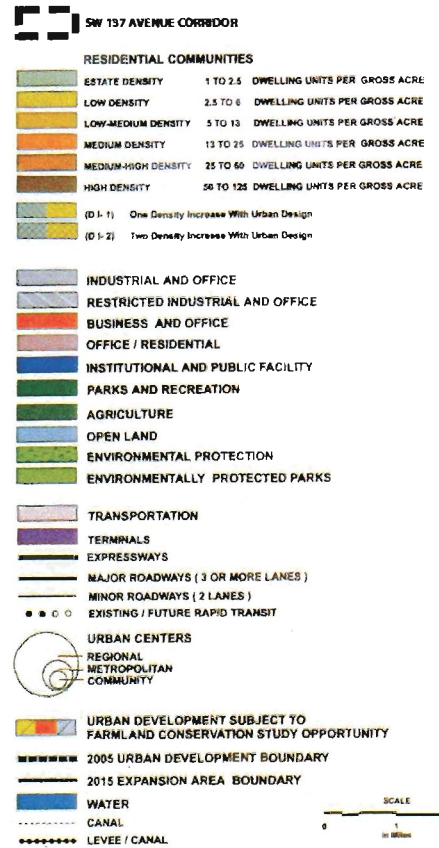 SW 137 AVENUE CORRIDOR
RESIDENTIAL COMMUNITIES
ESTATE DENSITY 1 TO 2.5 DWELLING UNITS PER GROSS ACRE
LOW DENSITY 2.5 TO 6 DWELLING UNITS PER GROSS ACRE
LOW-MEDIUM DENSITY 5 TO 13 DWELLING UNITS PER GROSS ACRE
MEDIUM DENSITY 13 TO 25 DWELLING UNITS PER GROSS ACRE
MEDIUM-HIGH DENSITY 25 TO 60 DWELLING UNITS PER GROSS ACRE
HIGH DENSITY 50 TO 125 DWELLING UNITS PER GROSS ACRE
(DI-1) One Density Increase With Urban Design
(DI-2) Two Density Increase With Urban Design
INDUSTRIAL AND OFFICE
RESTRICTED INDUSTRIAL AND OFFICE
BUSINESS AND OFFICE
OFFICE / RESIDENTIAL
INSTITUTIONAL AND PUBLIC FACILITY
PARKS AND RECREATION
AGRICULTURE
OPEN LAND
ENVIRONMENTAL PROTECTION
ENVIRONMENTALLY PROTECTED PARKS
TRANSPORTATION
TERMINALS
EXPRESSWAYS
MAJOR ROADWAYS ( 3 OR MORE LANES )
MINOR ROADWAYS ( 2 LANES )
EXISTING / FUTURE RAPID TRANSIT
URBAN CENTERS
REGIONAL
METROPOLITAN
COMMUNITY
URBAN DEVELOPMENT SUBJECT TO
FARMLAND CONSERVATION STUDY OPPORTUNITY
2005 URBAN DEVELOPMENT BOUNDARY
2015 EXPANSION AREA BOUNDARY
WATER
CANAL
LEVEE / CANAL
SCALE
0 1
in Miles